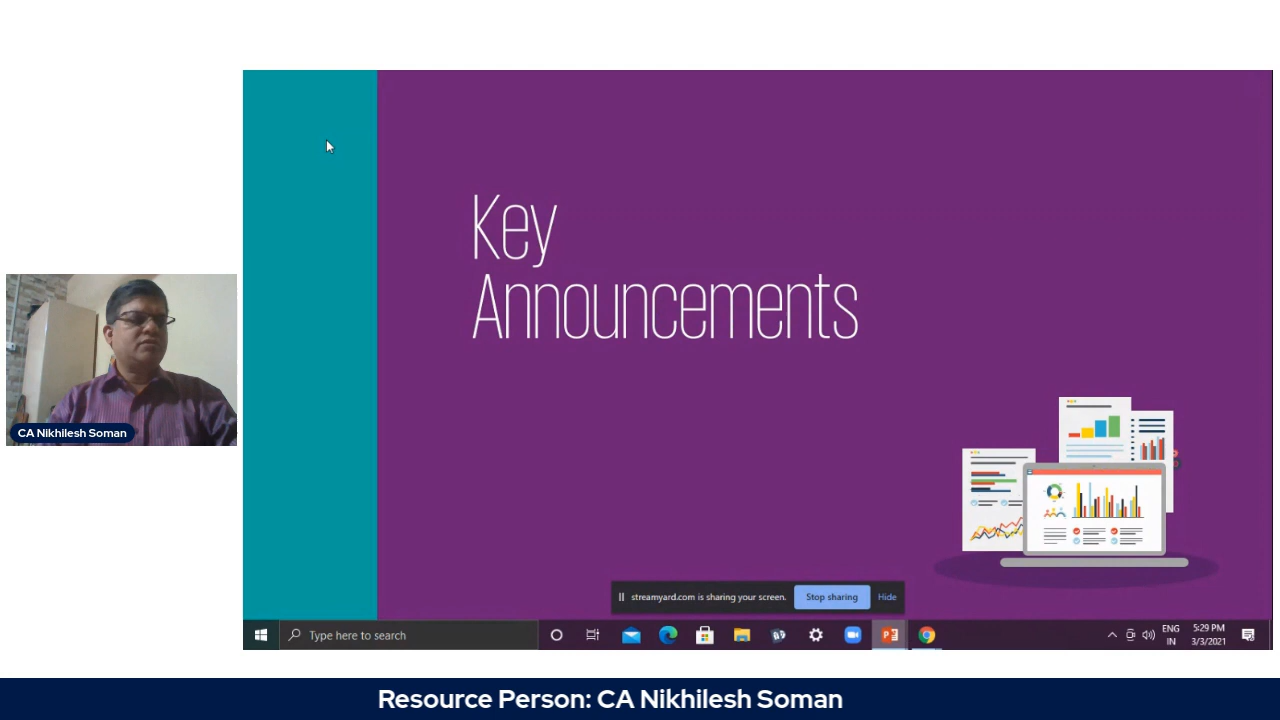 Key
Announcements
CA Nikhilesh Soman
streamyard.com is sharing your screen.
Stop sharing
Hide
Type here to search
ENG
IN
5:29 PM
3/3/2021
Resource Person: CA Nikhilesh Soman